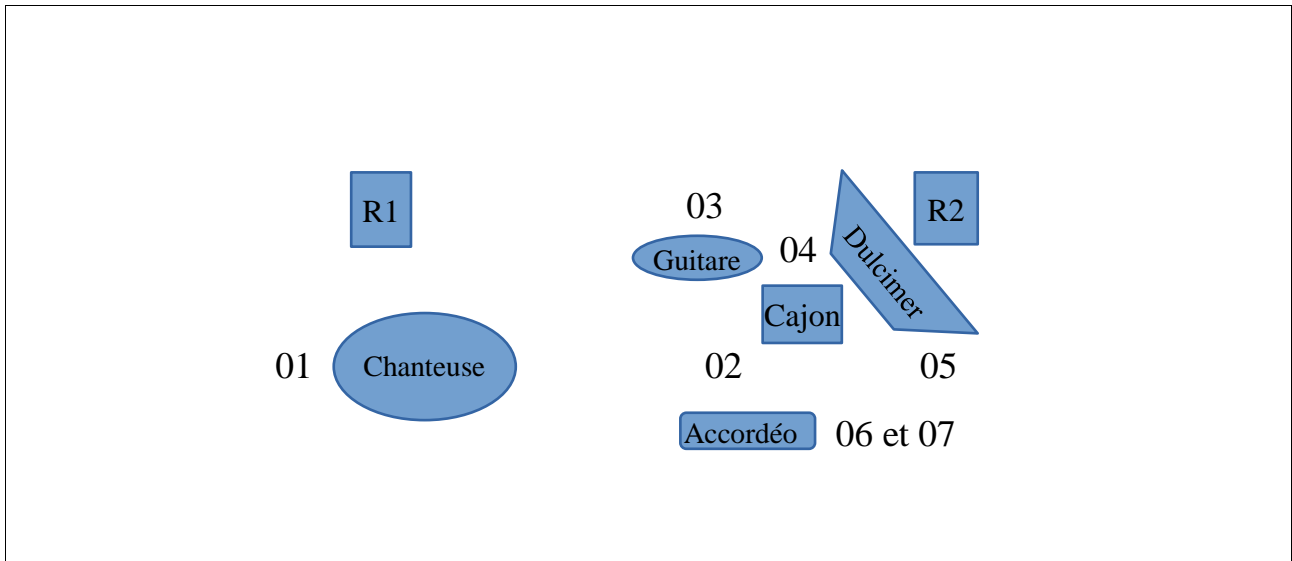 R1
03
R2
Guitare
04
Dulcimer
Cajon
01
Chanteuse
02
05
Accordéo
06 et 07